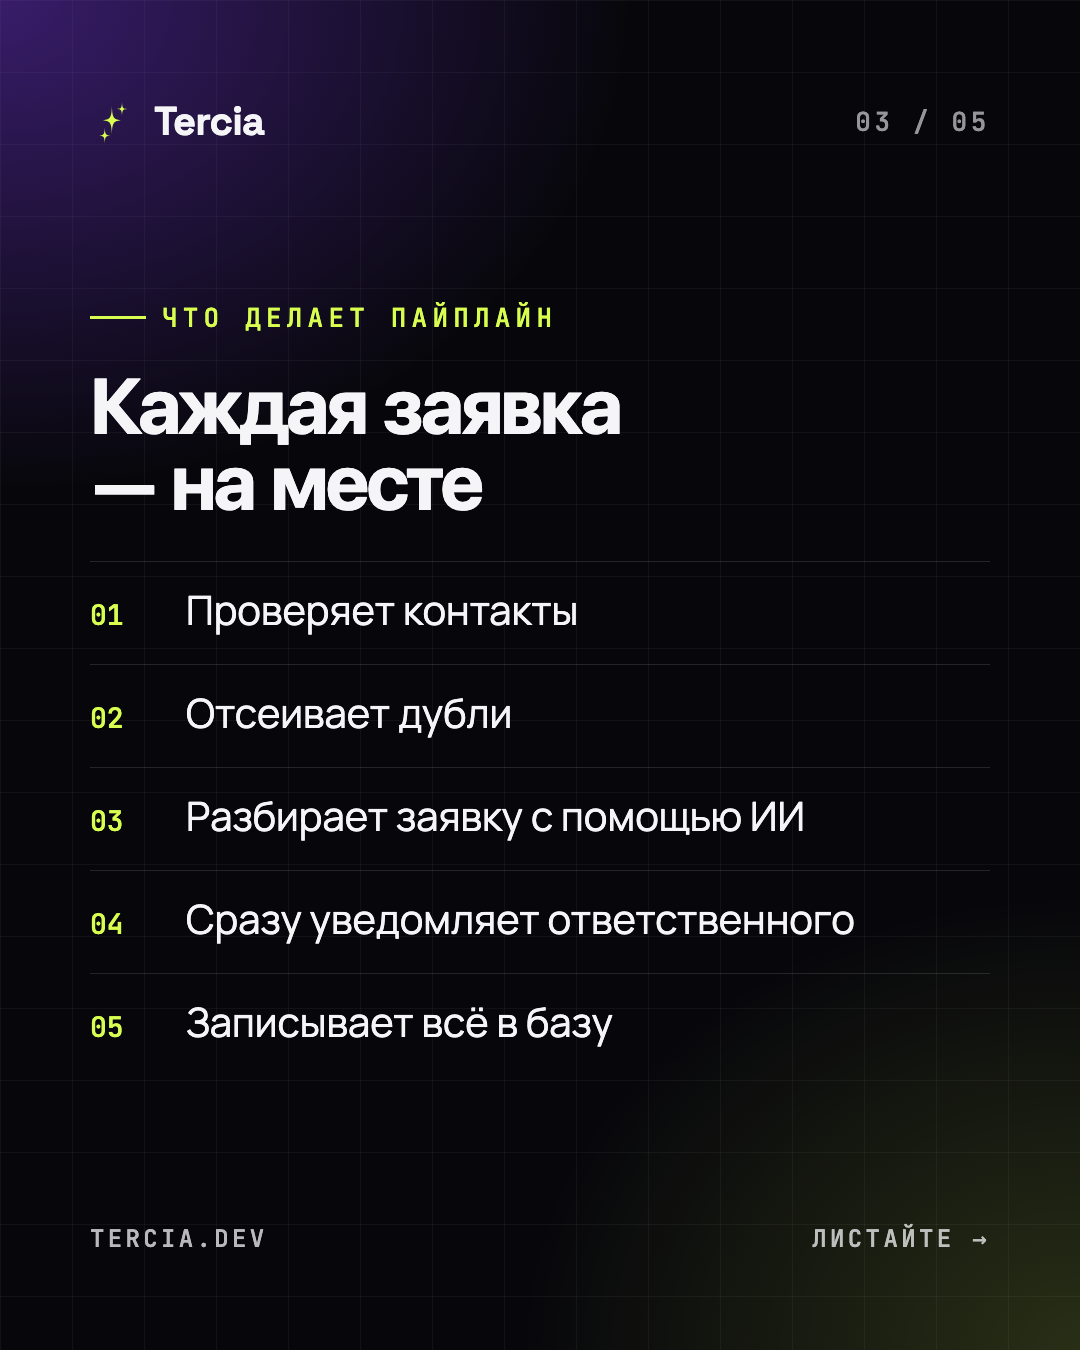 Tercia
03 / 05
ЧТО ДЕЛАЕТ ПАЙПЛАЙН
Каждая заявка
— на месте
01 Проверяет контакты
02 Отсеивает дубли
03 Разбирает заявку с помощью ИИ
04 Сразу уведомляет ответственного
05 Записывает всё в базу
TERCIA.DEV
ЛИСТАЙТЕ →